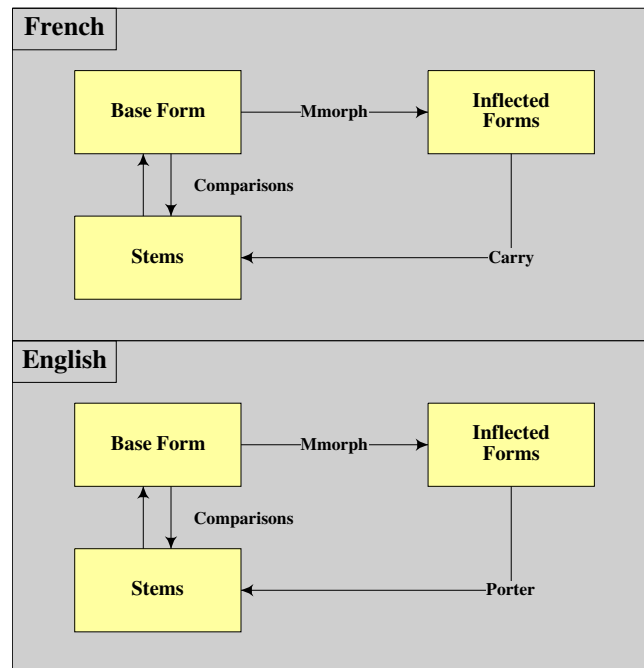 French
Base Form
Mmorph
Inflected
Forms
Comparisons
Stems
Carry
English
Base Form
Mmorph
Inflected
Forms
Comparisons
Stems
Porter